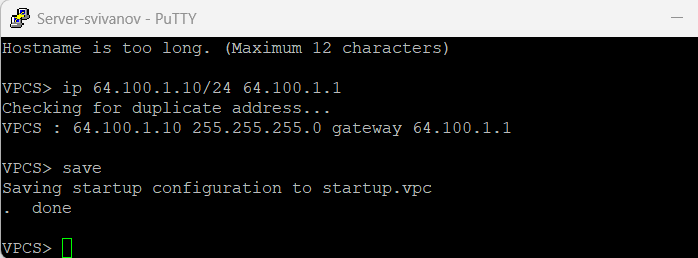 Server-svivanov - PuTTY
Hostname is too long. (Maximum 12 characters)
VPCS> ip 64.100.1.10/24 64.100.1.1
Checking for duplicate address...
VPCS : 64.100.1.10 255.255.255.0 gateway 64.100.1.1
VPCS> save
Saving startup configuration to startup.vpc
.  done
VPCS>